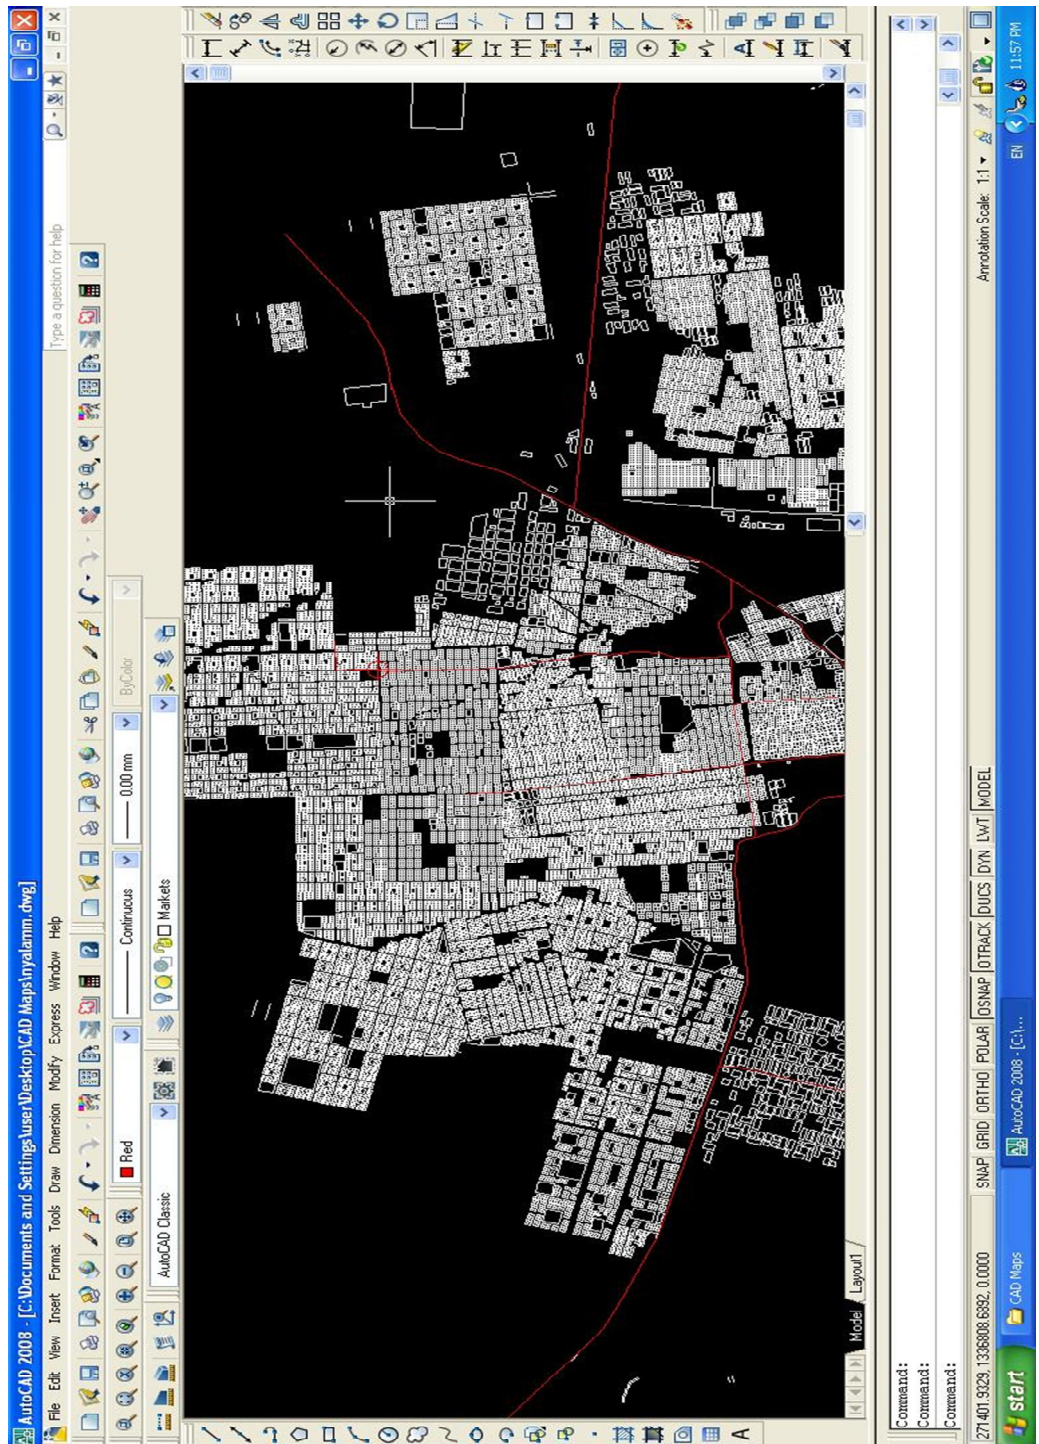 AutoCAD 2008 - [C:\Documents and Settings\user\Desktop\CAD Maps\nyalamm.dwg]
File Edit View Insert Format Tools Draw Dimension Modify Express Window Help
Type a question for help
Red
Continuous
0.00 mm
ByColor
AutoCAD Classic
Markets
Model Layout1
Command:
Command:
Command:
271401.9329, 1336808.6892, 0.0000
SNAP GRID ORTHO POLAR OSNAP OTRACK DUCS DYN LWT MODEL
Annotation Scale: 1:1
start
CAD Maps
AutoCAD 2008 - [C:\...
EN
11:57 PM